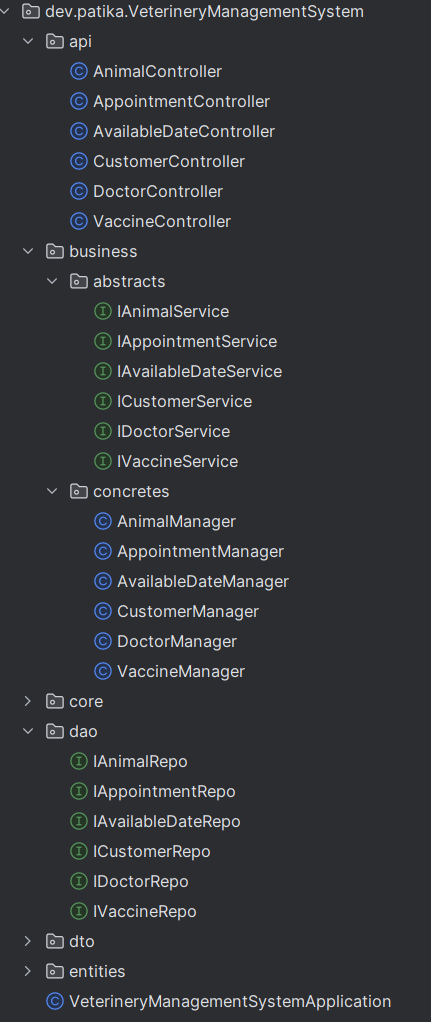 dev.patika.VeterineryManagementSystem
api
AnimalController
AppointmentController
AvailableDateController
CustomerController
DoctorController
VaccineController
business
abstracts
IAnimalService
IAppointmentService
IAvailableDateService
ICustomerService
IDoctorService
IVaccineService
concretes
AnimalManager
AppointmentManager
AvailableDateManager
CustomerManager
DoctorManager
VaccineManager
core
dao
IAnimalRepo
IAppointmentRepo
IAvailableDateRepo
ICustomerRepo
IDoctorRepo
IVaccineRepo
dto
entities
VeterineryManagementSystemApplication